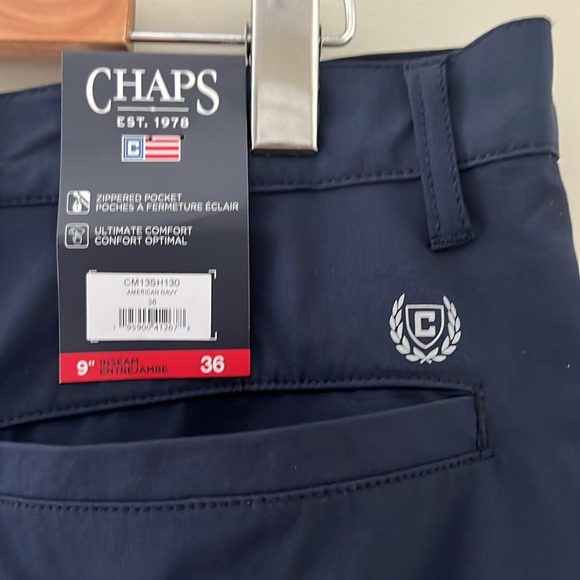 CHAPS
EST. 1978
C
ZIPPERED POCKET
POCHES A FERMETURE ÉCLAIR
ULTIMATE COMFORT
CONFORT OPTIMAL
CM13SH130
AMERICAN NAVY
36
9" INSEAM
ENTREJAMBE
36
C